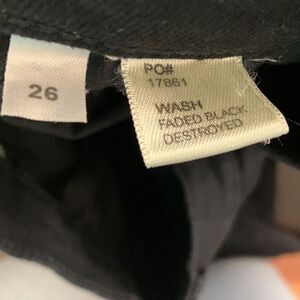 26
PO#
17861
WASH
FADED BLACK
DESTROYED